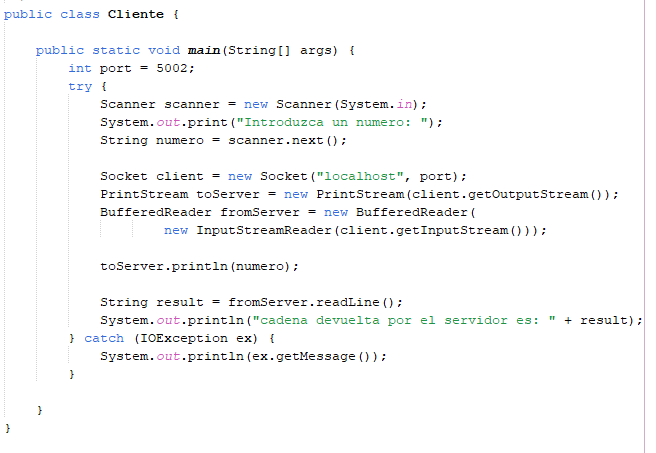 public class Cliente {
public static void main(String[] args) {
int port = 5002;
try {
Scanner scanner = new Scanner(System.in);
System.out.print("Introduzca un numero: ");
String numero = scanner.next();
Socket client = new Socket("localhost", port);
PrintStream toServer = new PrintStream(client.getOutputStream());
BufferedReader fromServer = new BufferedReader(
new InputStreamReader(client.getInputStream()));
toServer.println(numero);
String result = fromServer.readLine();
System.out.println("cadena devuelta por el servidor es: " + result);
} catch (IOException ex) {
System.out.println(ex.getMessage());
}
}
}